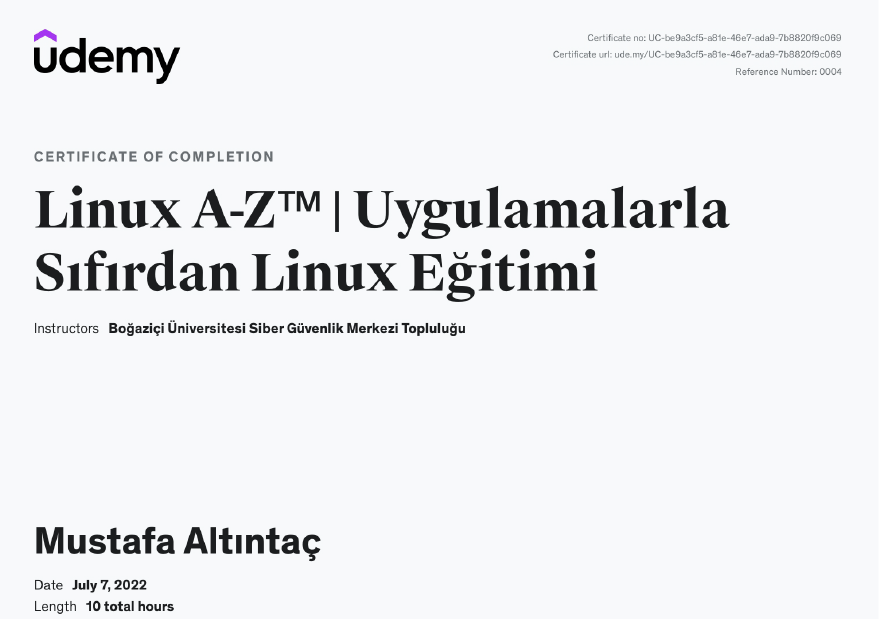 udemy
Certificate no: UC-be9a3cf5-a81e-46e7-ada9-7b8820f9c069
Certificate url: ude.my/UC-be9a3cf5-a81e-46e7-ada9-7b8820f9c069
Reference Number: 0004
CERTIFICATE OF COMPLETION
Linux A-Z™ | Uygulamalarla
Sıfırdan Linux Eğitimi
Instructors Boğaziçi Üniversitesi Siber Güvenlik Merkezi Topluluğu
Mustafa Altıntaç
Date July 7, 2022
Length 10 total hours